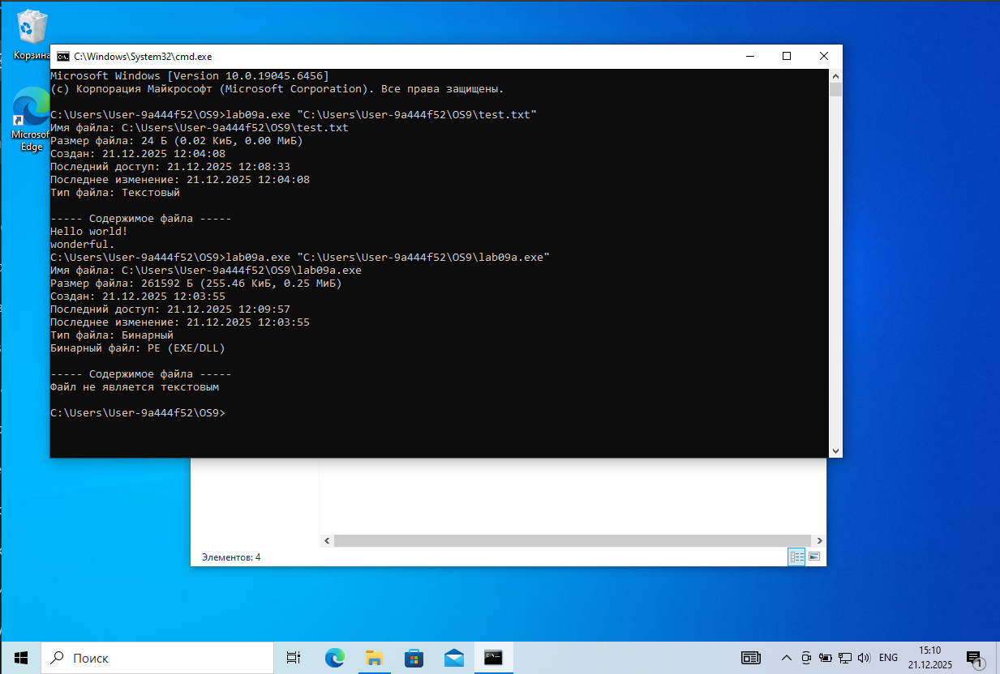 Корзина
Microsof
Edge
C:\Windows\System32\cmd.exe
Microsoft Windows [Version 10.0.19045.6456]
(c) Корпорация Майкрософт (Microsoft Corporation). Все права защищены.
C:\Users\User-9a444f52\OS9>lab09a.exe "C:\Users\User-9a444f52\OS9\test.txt"
Имя файла: C:\Users\User-9a444f52\OS9\test.txt
Размер файла: 24 Б (0.02 КиБ, 0.00 МиБ)
Создан: 21.12.2025 12:04:08
Последний доступ: 21.12.2025 12:08:33
Последнее изменение: 21.12.2025 12:04:08
Тип файла: Текстовый
----- Содержимое файла -----
Hello world!
wonderful.
C:\Users\User-9a444f52\OS9>lab09a.exe "C:\Users\User-9a444f52\OS9\lab09a.exe"
Имя файла: C:\Users\User-9a444f52\OS9\lab09a.exe
Размер файла: 261592 Б (255.46 КиБ, 0.25 МиБ)
Создан: 21.12.2025 12:03:55
Последний доступ: 21.12.2025 12:09:57
Последнее изменение: 21.12.2025 12:03:55
Тип файла: Бинарный
Бинарный файл: PE (EXE/DLL)
----- Содержимое файла -----
Файл не является текстовым
C:\Users\User-9a444f52\OS9>
Элементов: 4
Поиск
ENG
15:10
21.12.2025
1